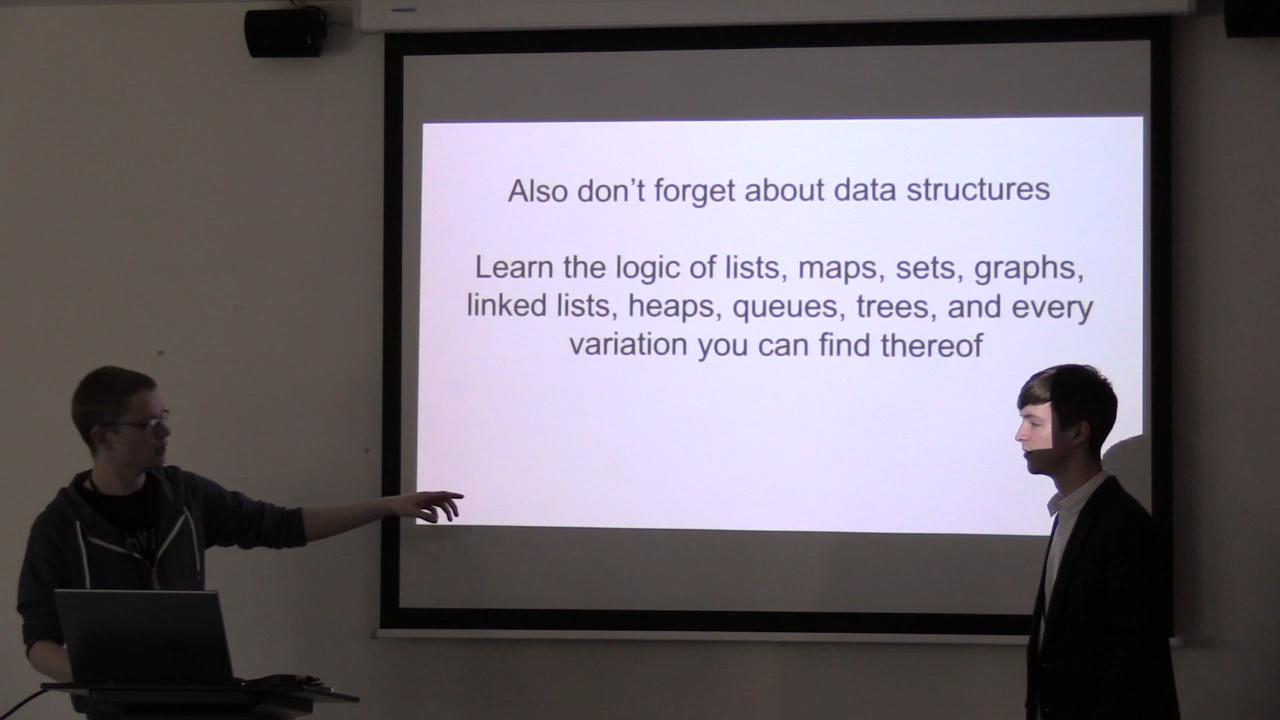 Also don't forget about data structures
Learn the logic of lists, maps, sets, graphs,
linked lists, heaps, queues, trees, and every
variation you can find thereof